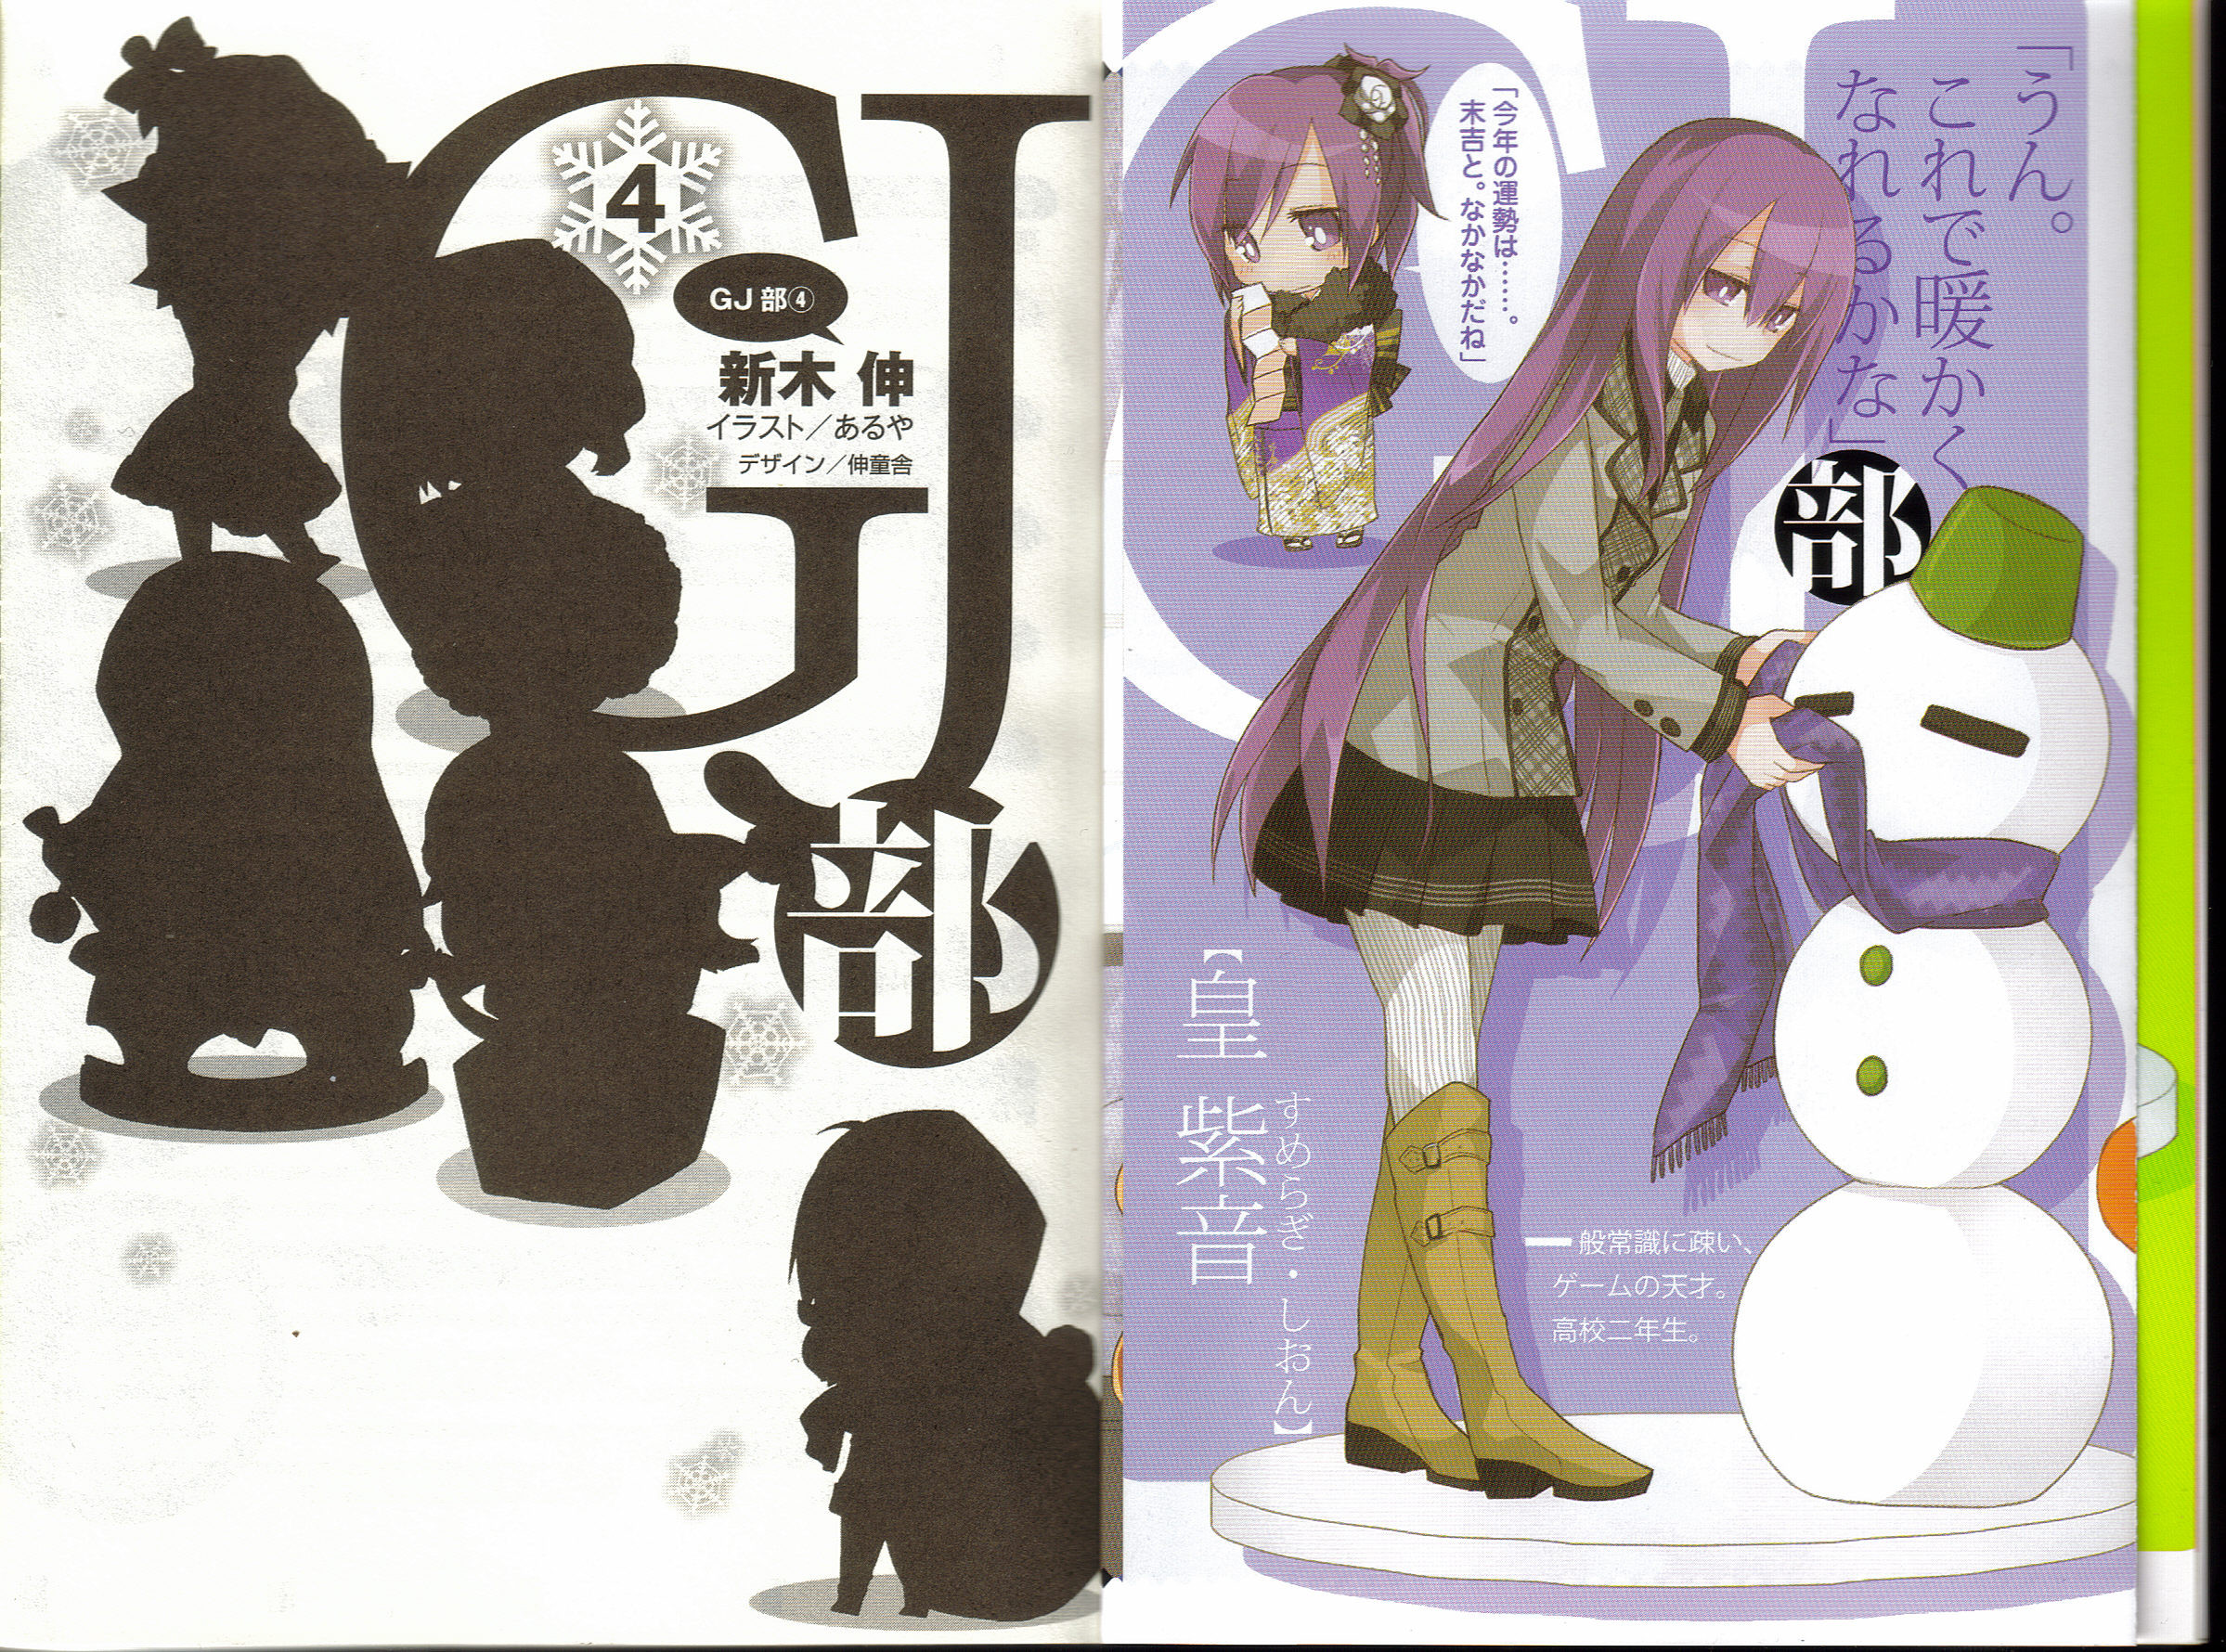 GJ
部
4
GJ部④
新木 伸
イラスト／あるや
デザイン／伸童舎
「うん。
これで暖かく
なれるかな」
部
「今年の運勢は……。
末吉と。なかなかだね」
【皇 紫音
すめらぎ・しおん】
一般常識に疎い、
ゲームの天才。
高校二年生。